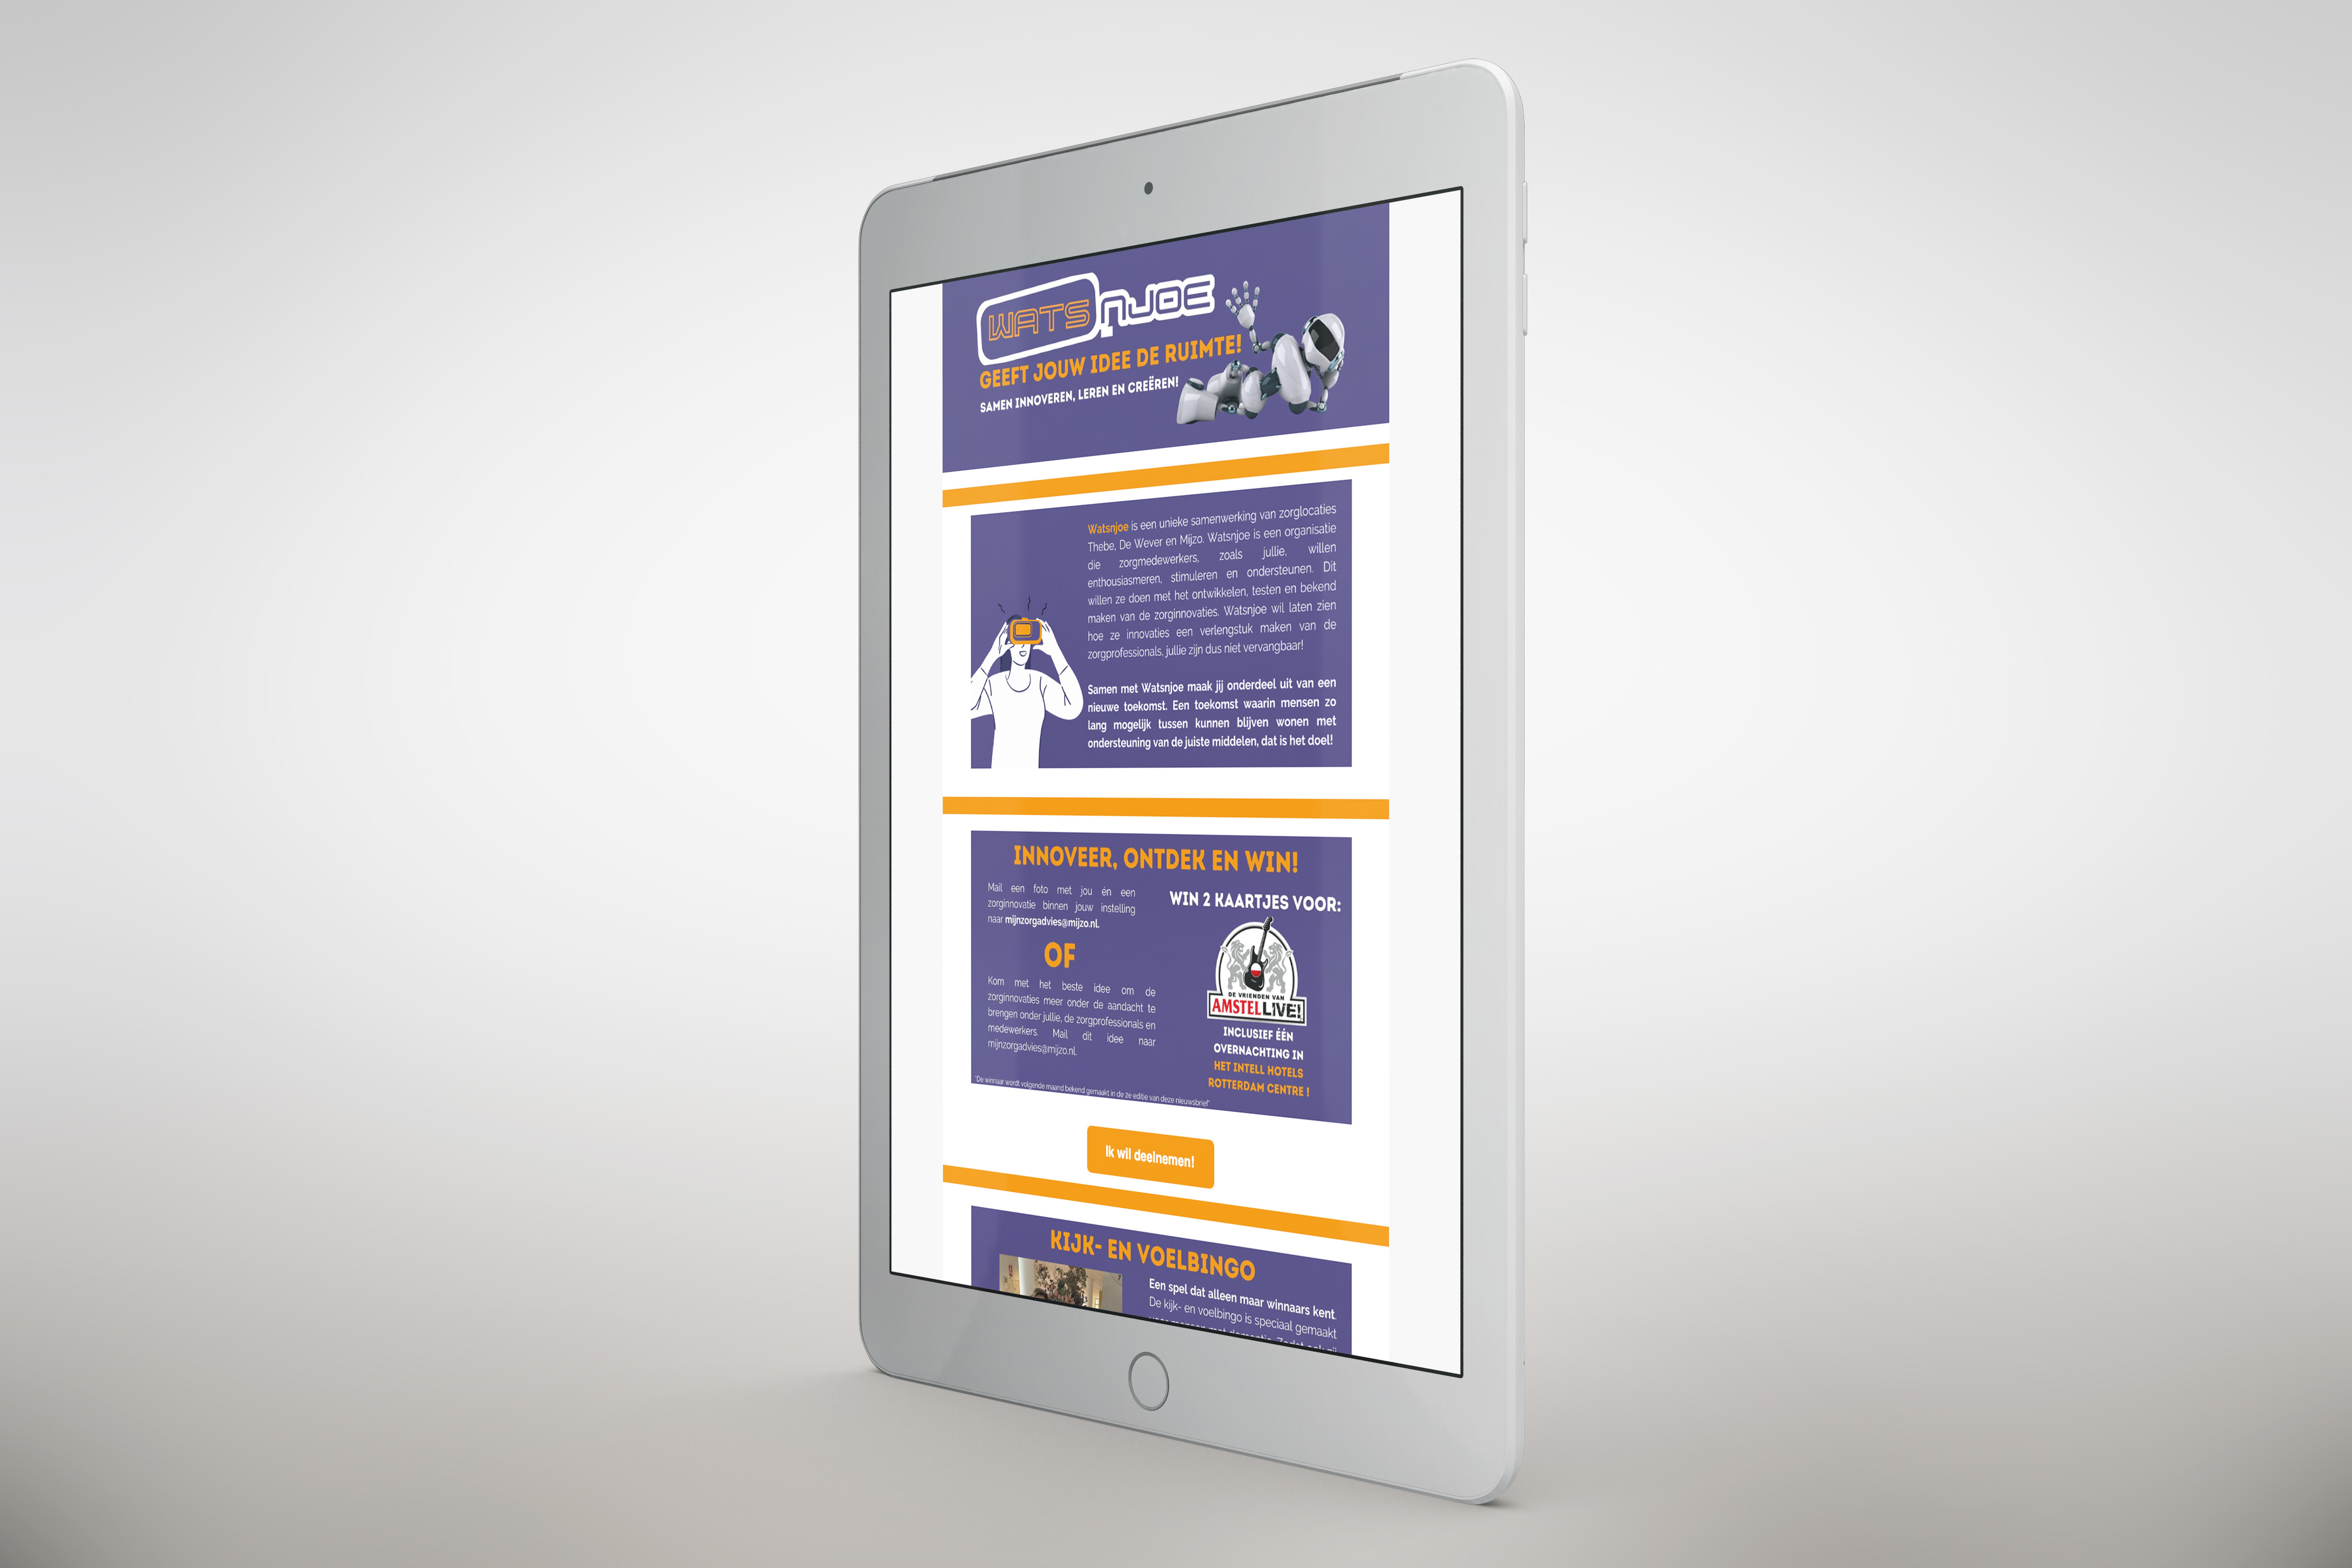 WATSNJOE
GEEFT JOUW IDEE DE RUIMTE!
SAMEN INNOVEREN, LEREN EN CREËREN!
Watsnjoe is een unieke samenwerking van zorglocaties
Thebe, De Wever en Mijzo. Watsnjoe is een organisatie
die zorgmedewerkers, zoals jullie, willen
enthousiasmeren, stimuleren en ondersteunen. Dit
willen ze doen met het ontwikkelen, testen en bekend
maken van de zorginnovaties. Watsnjoe wil laten zien
hoe ze innovaties een verlengstuk maken van de
zorgprofessionals, jullie zijn dus niet vervangbaar!
Samen met Watsnjoe maak jij onderdeel uit van een
nieuwe toekomst. Een toekomst waarin mensen zo
lang mogelijk tussen kunnen blijven wonen met
ondersteuning van de juiste middelen, dat is het doel!
INNOVEER, ONTDEK EN WIN!
Mail een foto met jou én een
zorginnovatie binnen jouw instelling
naar mijnzorgadvies@mijzo.nl.
OF
Kom met het beste idee om de
zorginnovaties meer onder de aandacht te
brengen onder jullie, de zorgprofessionals en
medewerkers. Mail dit idee naar
mijnzorgadvies@mijzo.nl.
"De winnaar wordt volgende maand bekend gemaakt in de 2e editie van deze nieuwsbrief"
WIN 2 KAARTJES VOOR:
DE VRIENDEN VAN
AMSTEL LIVE!
INCLUSIEF ÉÉN
OVERNACHTING IN
HET INTELL HOTELS
ROTTERDAM CENTRE !
Ik wil deelnemen!
KIJK- EN VOELBINGO
Een spel dat alleen maar winnaars kent.
De kijk- en voelbingo is speciaal gemaakt
voor mensen met dementie. Zodat ook zij